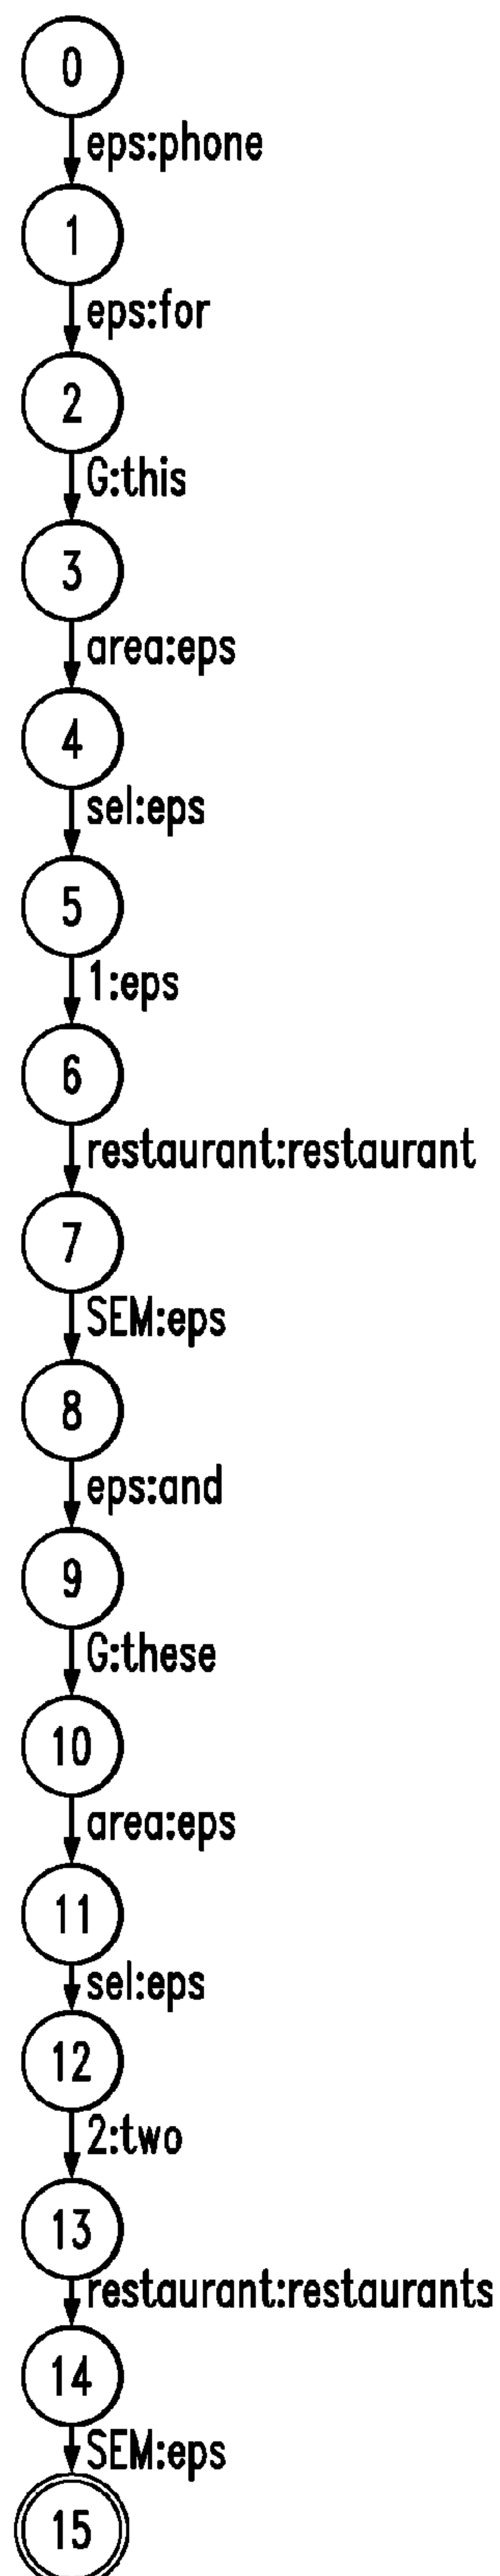 0
eps:phone
1
eps:for
2
G:this
3
area:eps
4
sel:eps
5
1:eps
6
restaurant:restaurant
7
SEM:eps
8
eps:and
9
G:these
10
area:eps
11
sel:eps
12
2:two
13
restaurant:restaurants
14
SEM:eps
15